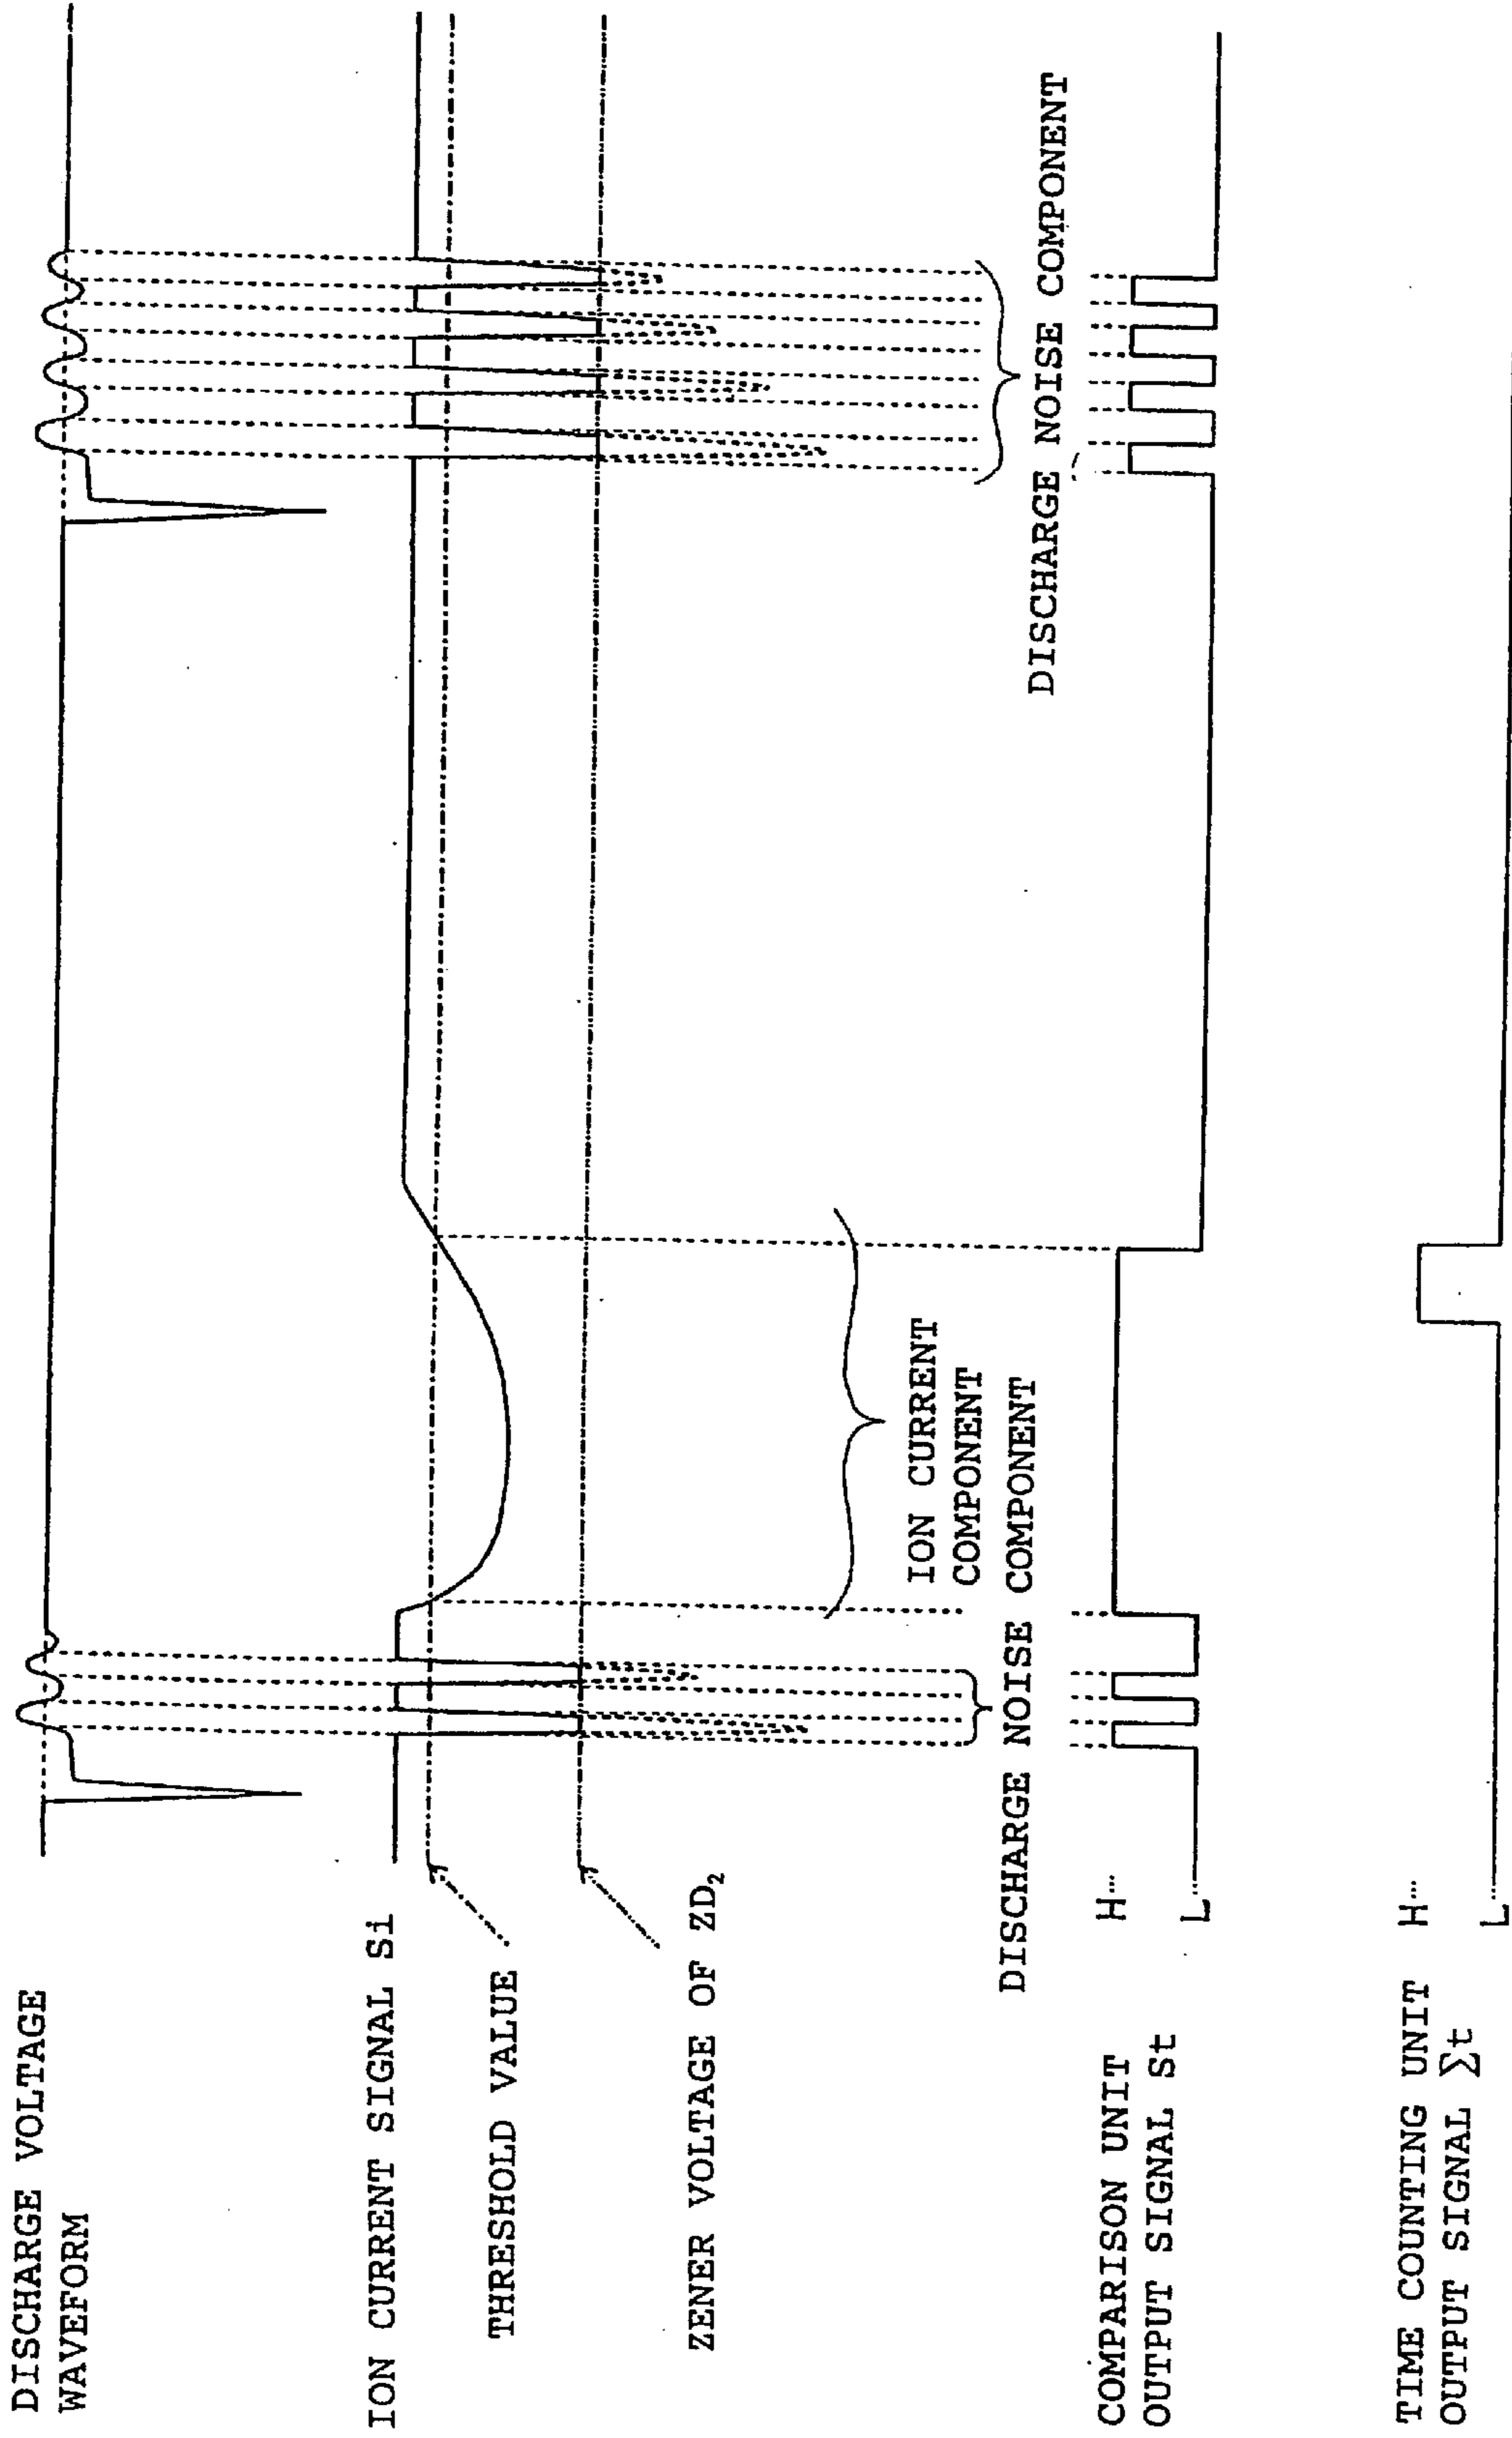 DISCHARGE VOLTAGE
WAVEFORM
ION CURRENT SIGNAL Si
THRESHOLD VALUE
ZENER VOLTAGE OF ZD₂
ION CURRENT
COMPONENT
DISCHARGE NOISE COMPONENT
DISCHARGE NOISE COMPONENT
COMPARISON UNIT
OUTPUT SIGNAL St
H…
L…
TIME COUNTING UNIT
OUTPUT SIGNAL Σt
H…
L…